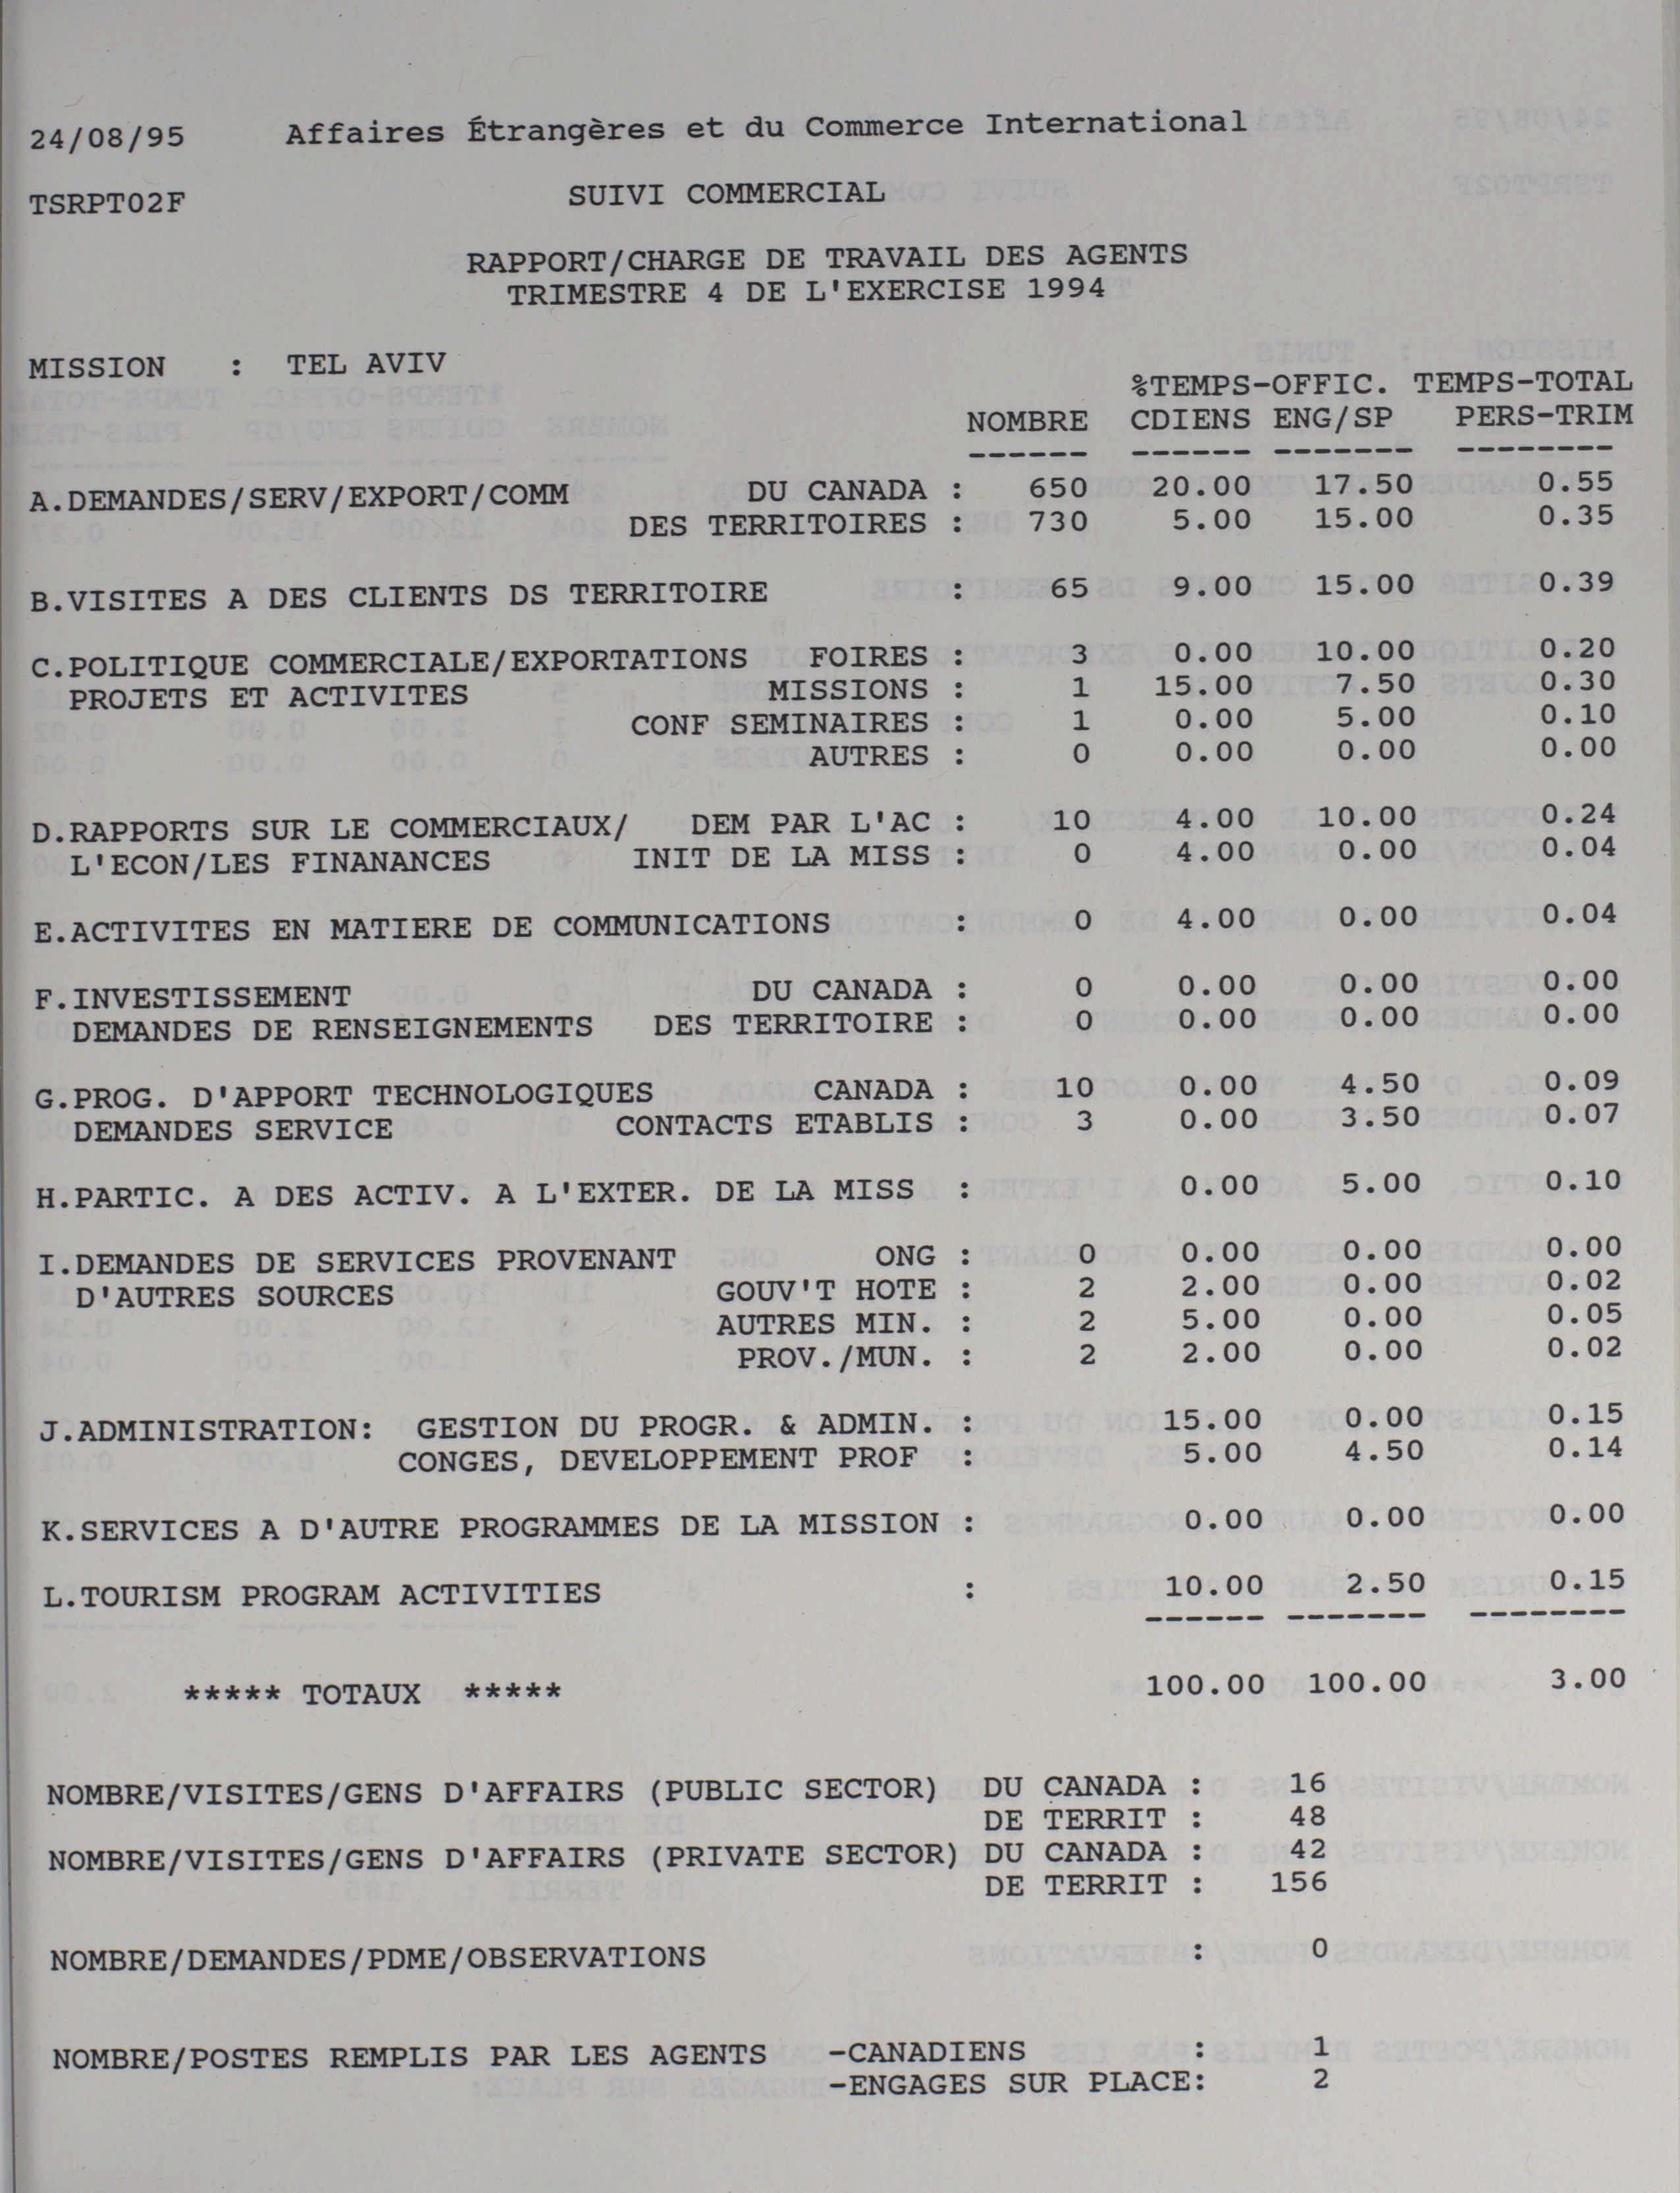 24/08/95 Affaires Étrangères et du Commerce International
TSRPT02F SUIVI COMMERCIAL
RAPPORT/CHARGE DE TRAVAIL DES AGENTS
TRIMESTRE 4 DE L'EXERCISE 1994
MISSION : TEL AVIV
%TEMPS-OFFIC. TEMPS-TOTAL
NOMBRE CDIENS ENG/SP PERS-TRIM
------ ------ ------- --------
A.DEMANDES/SERV/EXPORT/COMM DU CANADA : 650 20.00 17.50 0.55
DES TERRITOIRES : 730 5.00 15.00 0.35
B.VISITES A DES CLIENTS DS TERRITOIRE : 65 9.00 15.00 0.39
C.POLITIQUE COMMERCIALE/EXPORTATIONS FOIRES : 3 0.00 10.00 0.20
PROJETS ET ACTIVITES MISSIONS : 1 15.00 7.50 0.30
CONF SEMINAIRES : 1 0.00 5.00 0.10
AUTRES : 0 0.00 0.00 0.00
D.RAPPORTS SUR LE COMMERCIAUX/ DEM PAR L'AC : 10 4.00 10.00 0.24
L'ECON/LES FINANANCES INIT DE LA MISS : 0 4.00 0.00 0.04
E.ACTIVITES EN MATIERE DE COMMUNICATIONS : 0 4.00 0.00 0.04
F.INVESTISSEMENT DU CANADA : 0 0.00 0.00 0.00
DEMANDES DE RENSEIGNEMENTS DES TERRITOIRE : 0 0.00 0.00 0.00
G.PROG. D'APPORT TECHNOLOGIQUES CANADA : 10 0.00 4.50 0.09
DEMANDES SERVICE CONTACTS ETABLIS : 3 0.00 3.50 0.07
H.PARTIC. A DES ACTIV. A L'EXTER. DE LA MISS : 0.00 5.00 0.10
I.DEMANDES DE SERVICES PROVENANT ONG : 0 0.00 0.00 0.00
D'AUTRES SOURCES GOUV'T HOTE : 2 2.00 0.00 0.02
AUTRES MIN. : 2 5.00 0.00 0.05
PROV./MUN. : 2 2.00 0.00 0.02
J.ADMINISTRATION: GESTION DU PROGR. & ADMIN. : 15.00 0.00 0.15
CONGES, DEVELOPPEMENT PROF : 5.00 4.50 0.14
K.SERVICES A D'AUTRE PROGRAMMES DE LA MISSION : 0.00 0.00 0.00
L.TOURISM PROGRAM ACTIVITIES : 10.00 2.50 0.15
------ ------- --------
***** TOTAUX ***** 100.00 100.00 3.00
NOMBRE/VISITES/GENS D'AFFAIRS (PUBLIC SECTOR) DU CANADA : 16
DE TERRIT : 48
NOMBRE/VISITES/GENS D'AFFAIRS (PRIVATE SECTOR) DU CANADA : 42
DE TERRIT : 156
NOMBRE/DEMANDES/PDME/OBSERVATIONS : 0
NOMBRE/POSTES REMPLIS PAR LES AGENTS -CANADIENS : 1
-ENGAGES SUR PLACE: 2